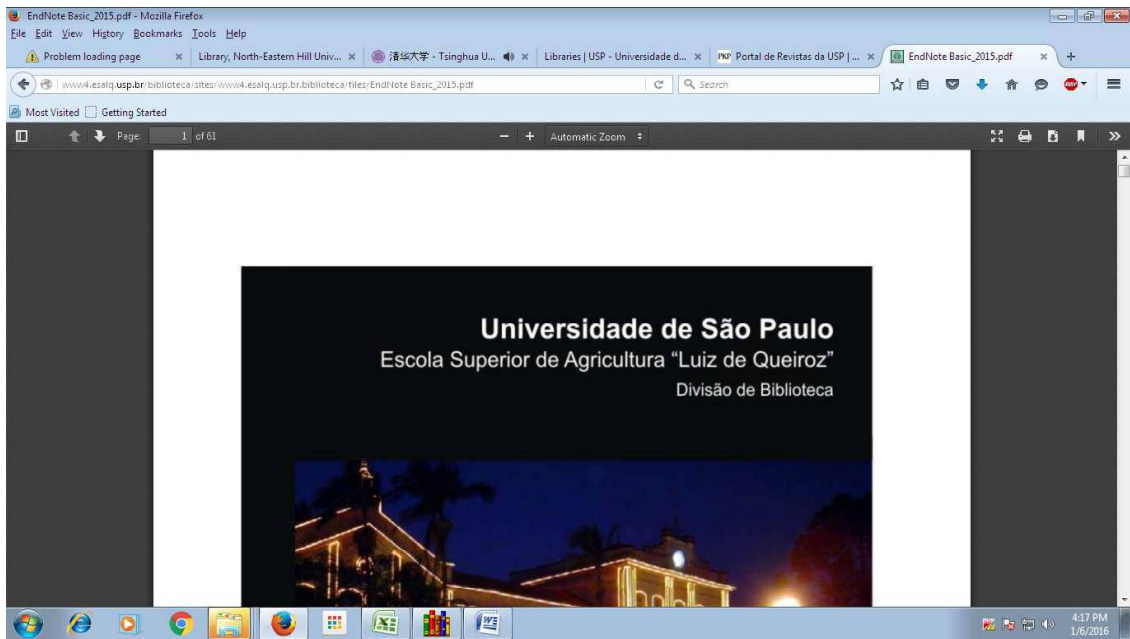 EndNote Basic_2015.pdf - Mozilla Firefox
File Edit View History Bookmarks Tools Help
Problem loading page
Library, North-Eastern Hill Univ...
清华大学 - Tsinghua U...
Libraries | USP - Universidade d...
PKP Portal de Revistas da USP | ...
EndNote Basic_2015.pdf
www4.esalq.usp.br/biblioteca/sites/www4.esalq.usp.br.biblioteca/files/EndNote Basic_2015.pdf
Search
ABP
Most Visited Getting Started
Page: 1 of 61
Automatic Zoom
Universidade de São Paulo
Escola Superior de Agricultura “Luiz de Queiroz”
Divisão de Biblioteca
4:17 PM
1/6/2016